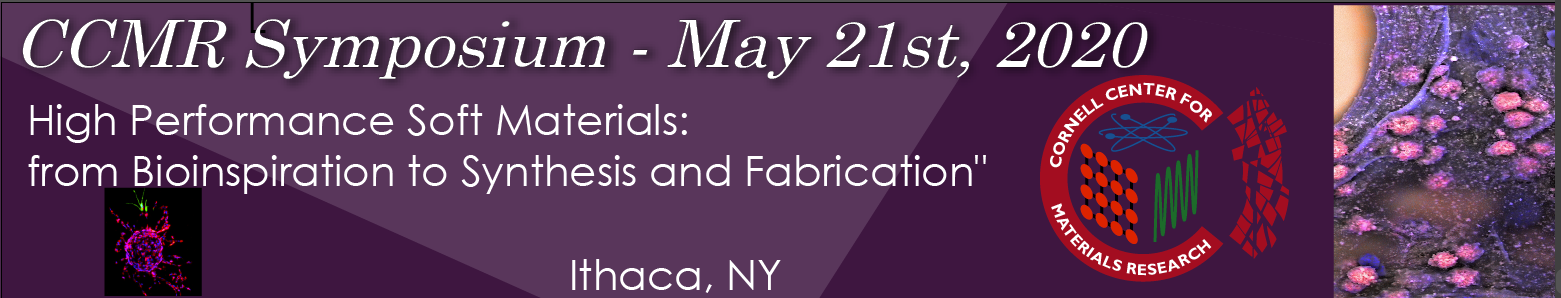 CCMR Symposium - May 21st, 2020
High Performance Soft Materials:
from Bioinspiration to Synthesis and Fabrication"
CORNELL CENTER FOR
MATERIALS RESEARCH
Ithaca, NY